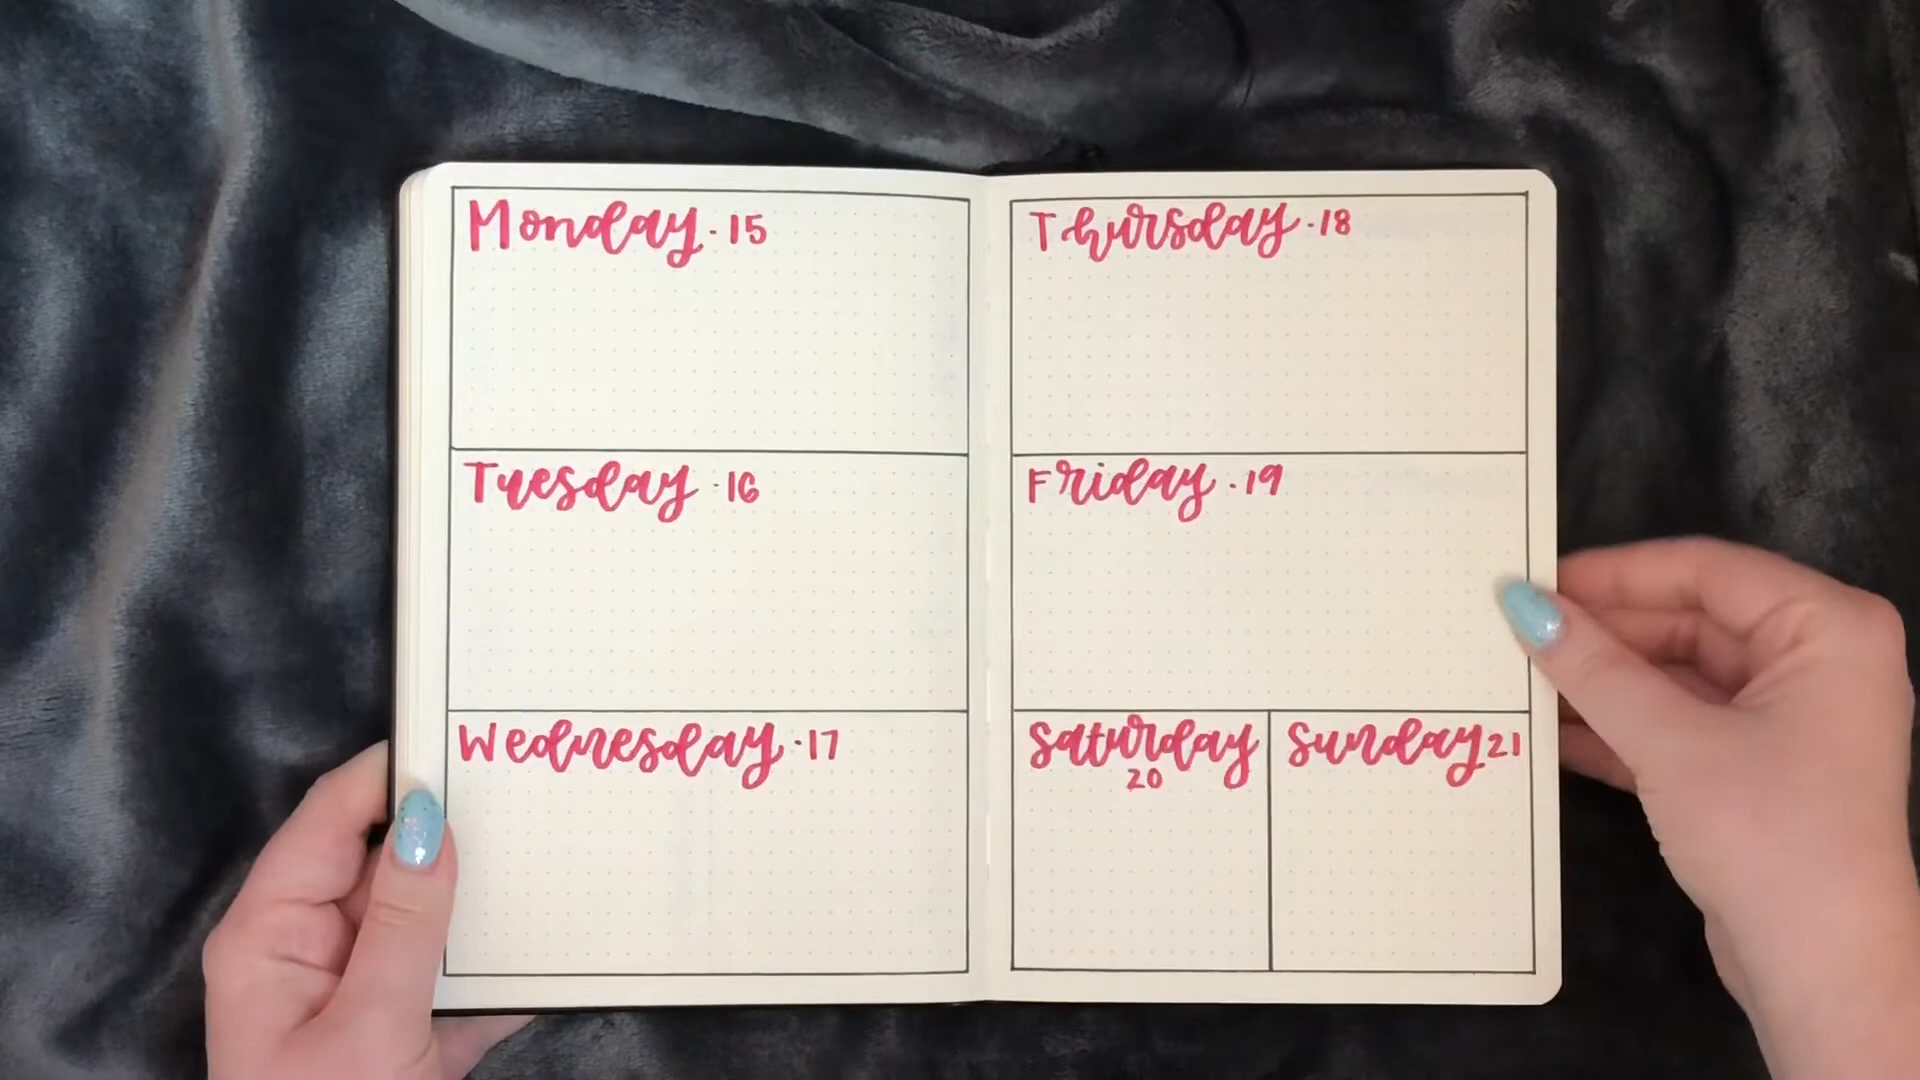 Monday · 15
Tuesday · 16
Wednesday · 17
Thursday · 18
Friday · 19
Saturday
20
Sunday 21